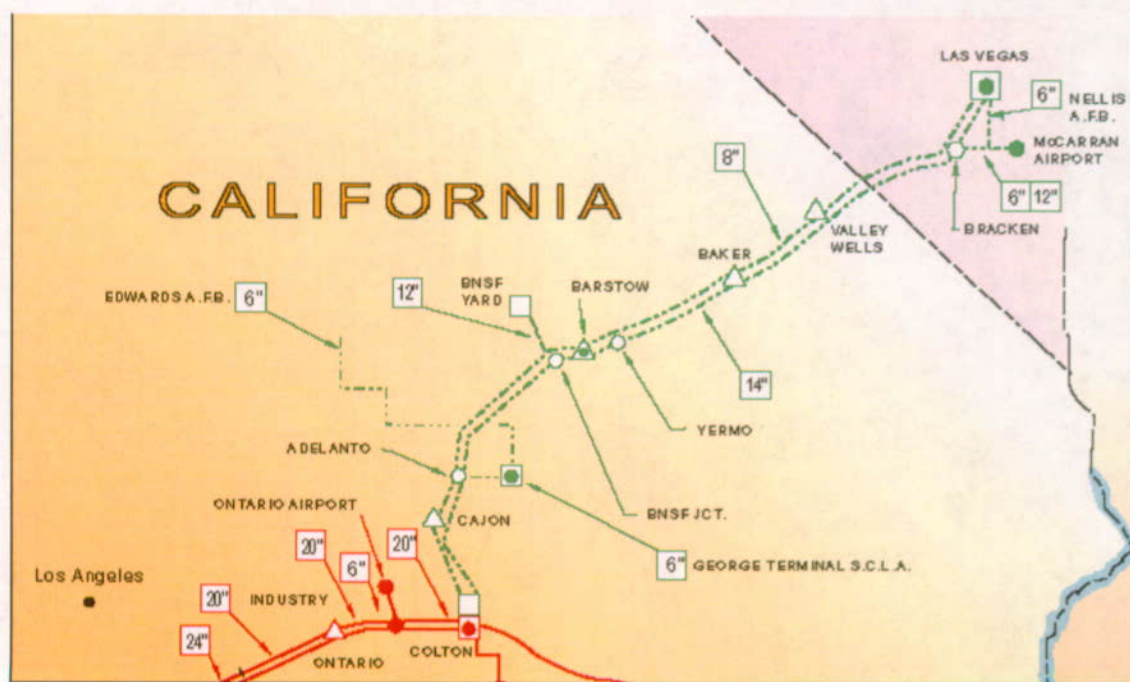 LAS VEGAS
6" NELLIS
A.F.B.
McCARRAN
AIRPORT
8"
6" 12"
CALIFORNIA
VALLEY
WELLS
BRACKEN
BAKER
BNSF
YARD
BARSTOW
EDWARDS A.F.B. 6"
12"
14"
YERMO
ADELANTO
ONTARIO AIRPORT
CAJON
BNSF JCT.
20"
6"
20"
6" GEORGE TERMINAL S.C.L.A.
Los Angeles
20"
INDUSTRY
24"
ONTARIO
COLTON